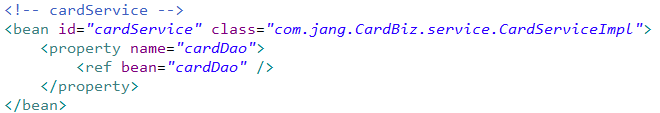 <!-- cardService -->
<bean id="cardService" class="com.jang.CardBiz.service.CardServiceImpl">
    <property name="cardDao">
        <ref bean="cardDao" />
    </property>
</bean>